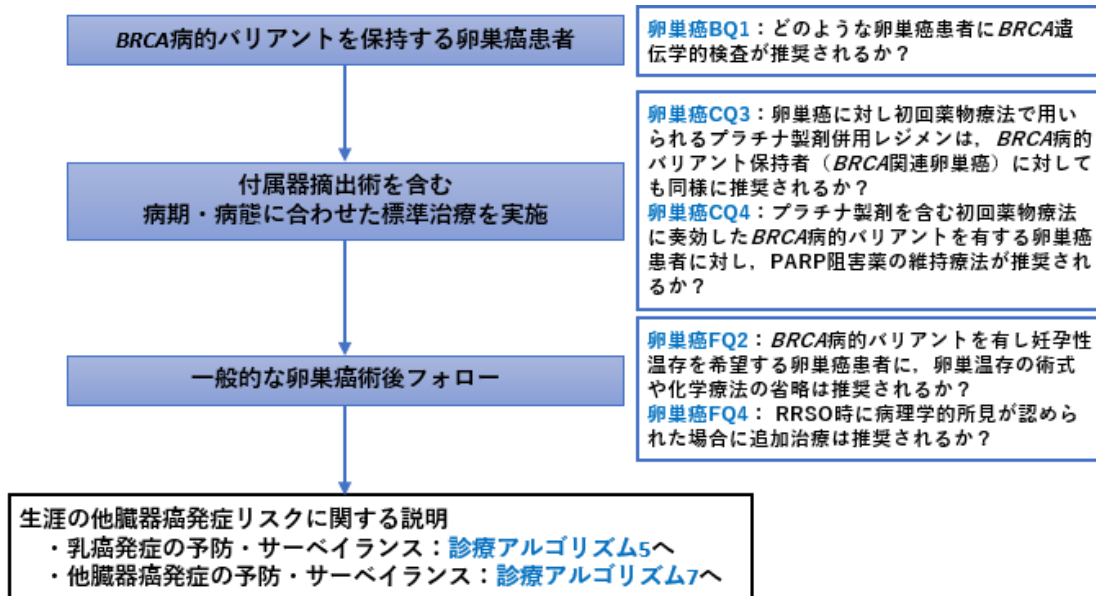 BRCA病的バリアントを保持する卵巣癌患者
卵巣癌BQ1：どのような卵巣癌患者にBRCA遺
伝学的検査が推奨されるか？
付属器摘出術を含む
病期・病態に合わせた標準治療を実施
卵巣癌CQ3：卵巣癌に対し初回薬物療法で用い
られるプラチナ製剤併用レジメンは，BRCA病的
バリアント保持者（BRCA関連卵巣癌）に対して
も同様に推奨されるか？
卵巣癌CQ4：プラチナ製剤を含む初回薬物療法
に奏効したBRCA病的バリアントを有する卵巣癌
患者に対し，PARP阻害薬の維持療法が推奨され
るか？
一般的な卵巣癌術後フォロー
卵巣癌FQ2：BRCA病的バリアントを有し妊孕性
温存を希望する卵巣癌患者に，卵巣温存の術式
や化学療法の省略は推奨されるか？
卵巣癌FQ4： RRSO時に病理学的所見が認めら
れた場合に追加治療は推奨されるか？
生涯の他臓器癌発症リスクに関する説明
・乳癌発症の予防・サーベイランス：診療アルゴリズム5へ
・他臓器癌発症の予防・サーベイランス：診療アルゴリズム7へ